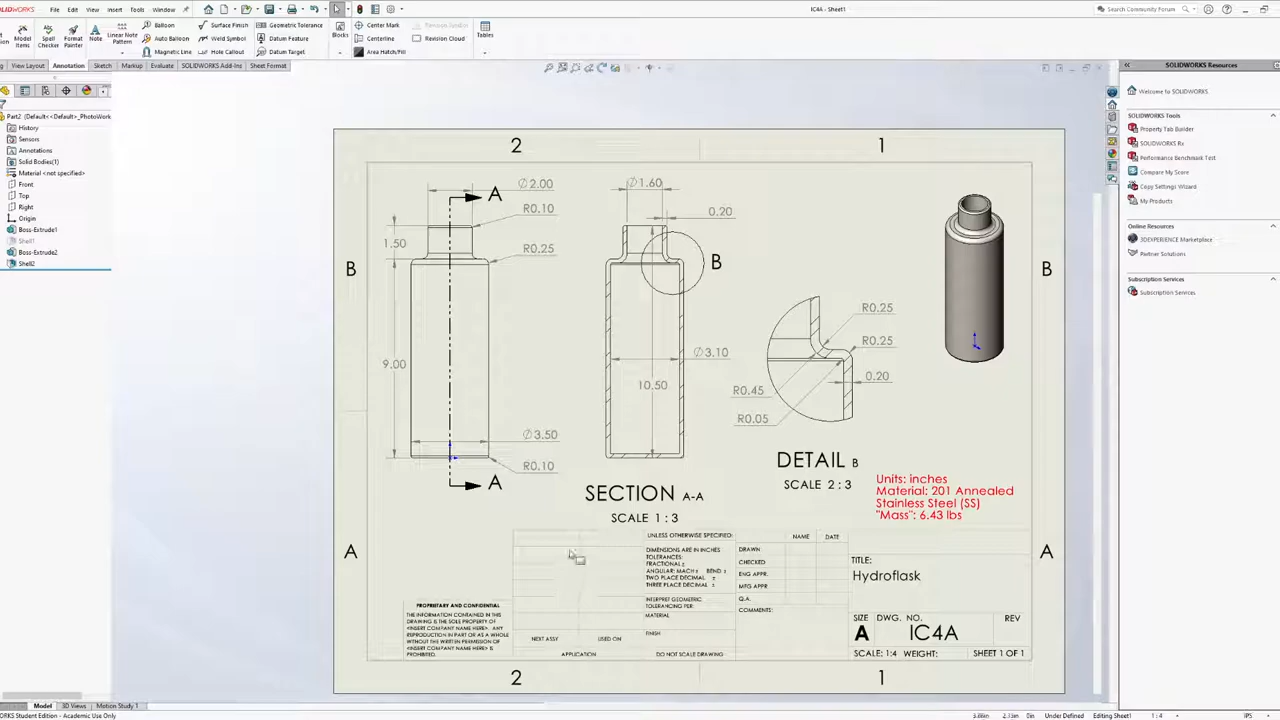 SOLIDWORKS
File
Edit
View
Insert
Tools
Window
IC4A - Sheet1
Search Community Forum
Model
Items
Spell
Checker
Format
Painter
Note
Linear Note
Pattern
Balloon
Auto Balloon
Magnetic Line
Surface Finish
Weld Symbol
Hole Callout
Geometric Tolerance
Datum Feature
Datum Target
Blocks
Center Mark
Centerline
Area Hatch/Fill
Revision Symbol
Revision Cloud
Tables
View Layout
Annotation
Sketch
Markup
Evaluate
SOLIDWORKS Add-Ins
Sheet Format
Part2 (Default<<Default>_PhotoWork
History
Sensors
Annotations
Solid Bodies(1)
Material <not specified>
Front
Top
Right
Origin
Boss-Extrude1
Shell1
Boss-Extrude2
Shell2
2
1
B
B
A
A
2
1
Ø2.00
A
R0.10
1.50
R0.25
9.00
Ø3.50
R0.10
A
Ø1.60
0.20
B
Ø3.10
10.50
SECTION A-A
SCALE 1 : 3
R0.25
R0.25
0.20
R0.45
R0.05
DETAIL B
SCALE 2 : 3
Units: inches
Material: 201 Annealed
Stainless Steel (SS)
"Mass": 6.43 lbs
PROPRIETARY AND CONFIDENTIAL
THE INFORMATION CONTAINED IN THIS
DRAWING IS THE SOLE PROPERTY OF
<INSERT COMPANY NAME HERE>. ANY
REPRODUCTION IN PART OR AS A WHOLE
WITHOUT THE WRITTEN PERMISSION OF
<INSERT COMPANY NAME HERE> IS
PROHIBITED.
NEXT ASSY
USED ON
APPLICATION
UNLESS OTHERWISE SPECIFIED:
DIMENSIONS ARE IN INCHES
TOLERANCES:
FRACTIONAL ±
ANGULAR: MACH ± BEND ±
TWO PLACE DECIMAL ±
THREE PLACE DECIMAL ±
INTERPRET GEOMETRIC
TOLERANCING PER:
MATERIAL
FINISH
DO NOT SCALE DRAWING
NAME
DATE
DRAWN
CHECKED
ENG APPR.
MFG APPR.
Q.A.
COMMENTS:
TITLE:
Hydroflask
SIZE
DWG. NO.
REV
A
IC4A
SCALE: 1:4
WEIGHT:
SHEET 1 OF 1
SOLIDWORKS Resources
Welcome to SOLIDWORKS
SOLIDWORKS Tools
Property Tab Builder
SOLIDWORKS Rx
Performance Benchmark Test
Compare My Score
Copy Settings Wizard
My Products
Online Resources
3DEXPERIENCE Marketplace
Partner Solutions
Subscription Services
Subscription Services
Model
3D Views
Motion Study 1
ORKS Student Edition - Academic Use Only
0in
Under Defined
Editing Sheet1
1 : 4
IPS